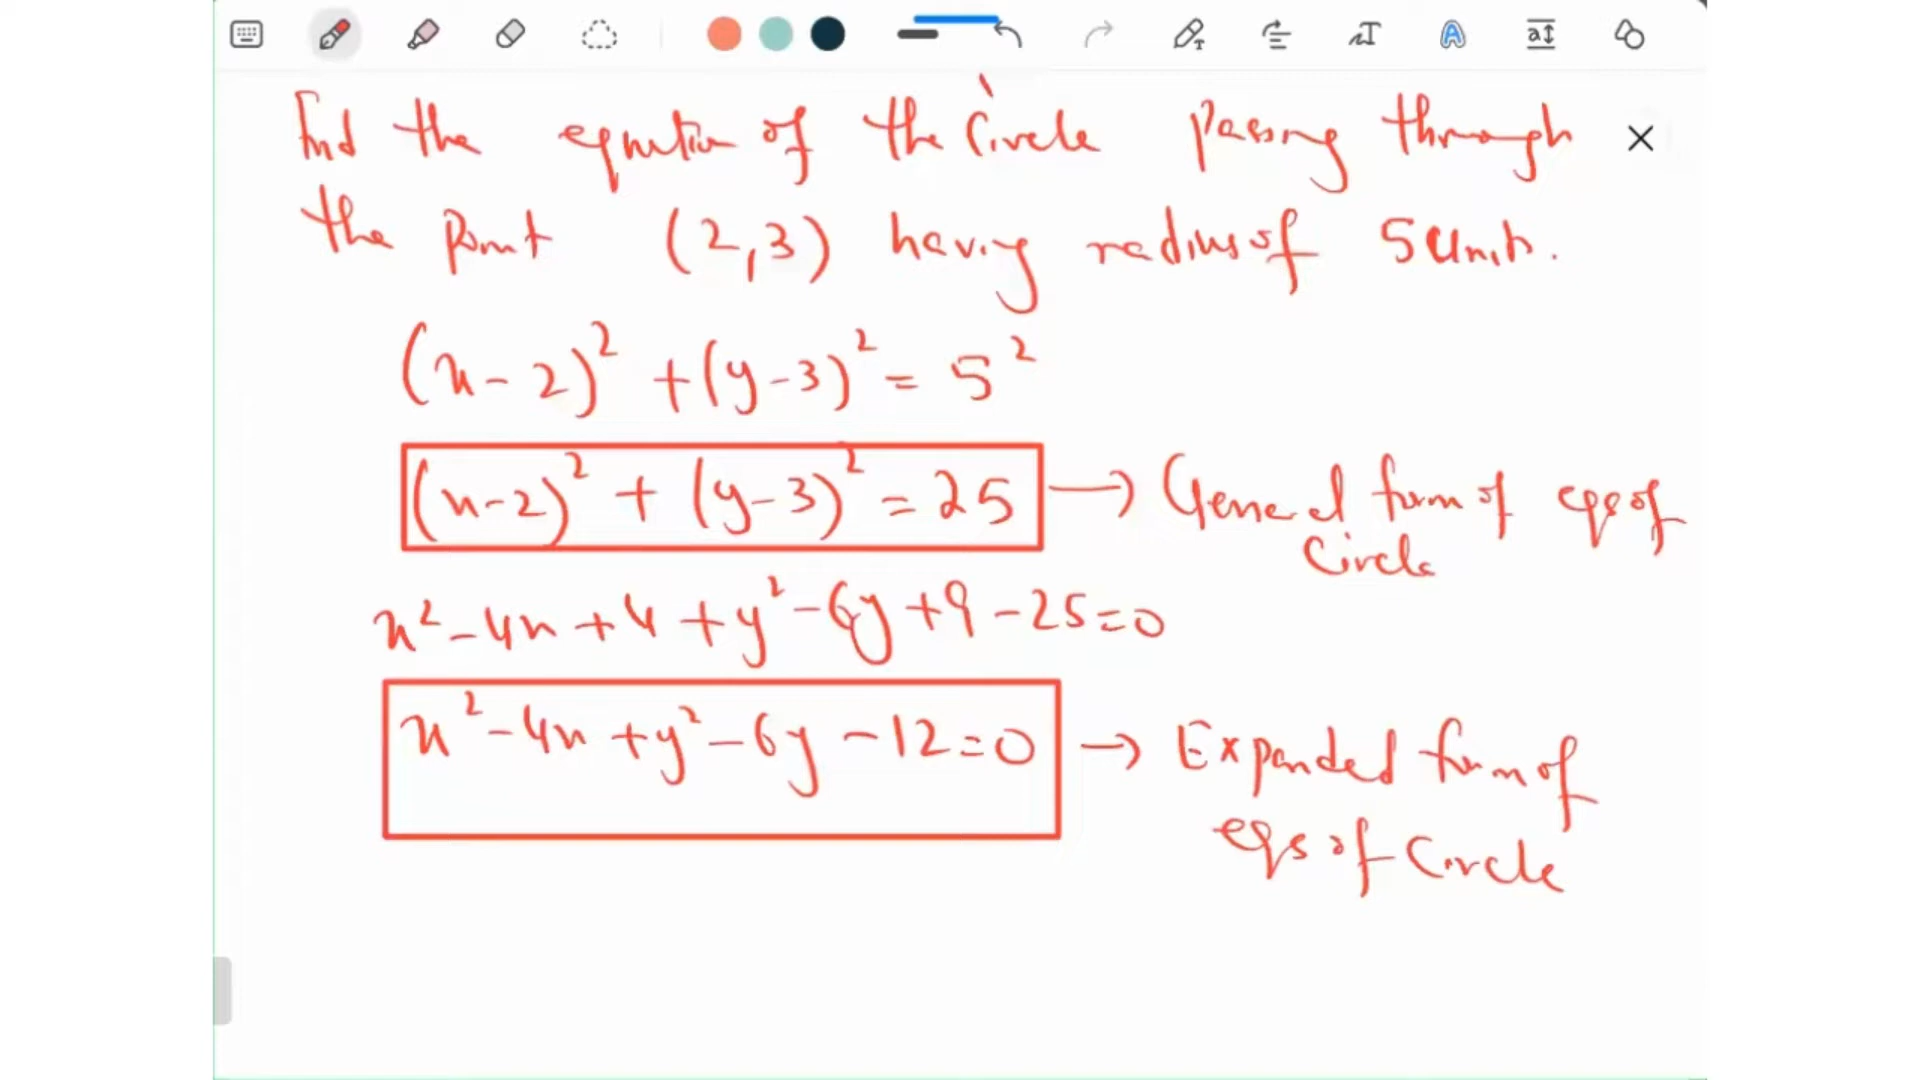 Find the equation of the Circle passing through
the point (2,3) having radius of 5 units.
(x-2)² + (y-3)² = 5²
(x-2)² + (y-3)² = 25 → General form of eqs of
Circle
x² - 4x + 4 + y² - 6y + 9 - 25 = 0
x² - 4x + y² - 6y - 12 = 0 → Expanded form of
eqs of Circle